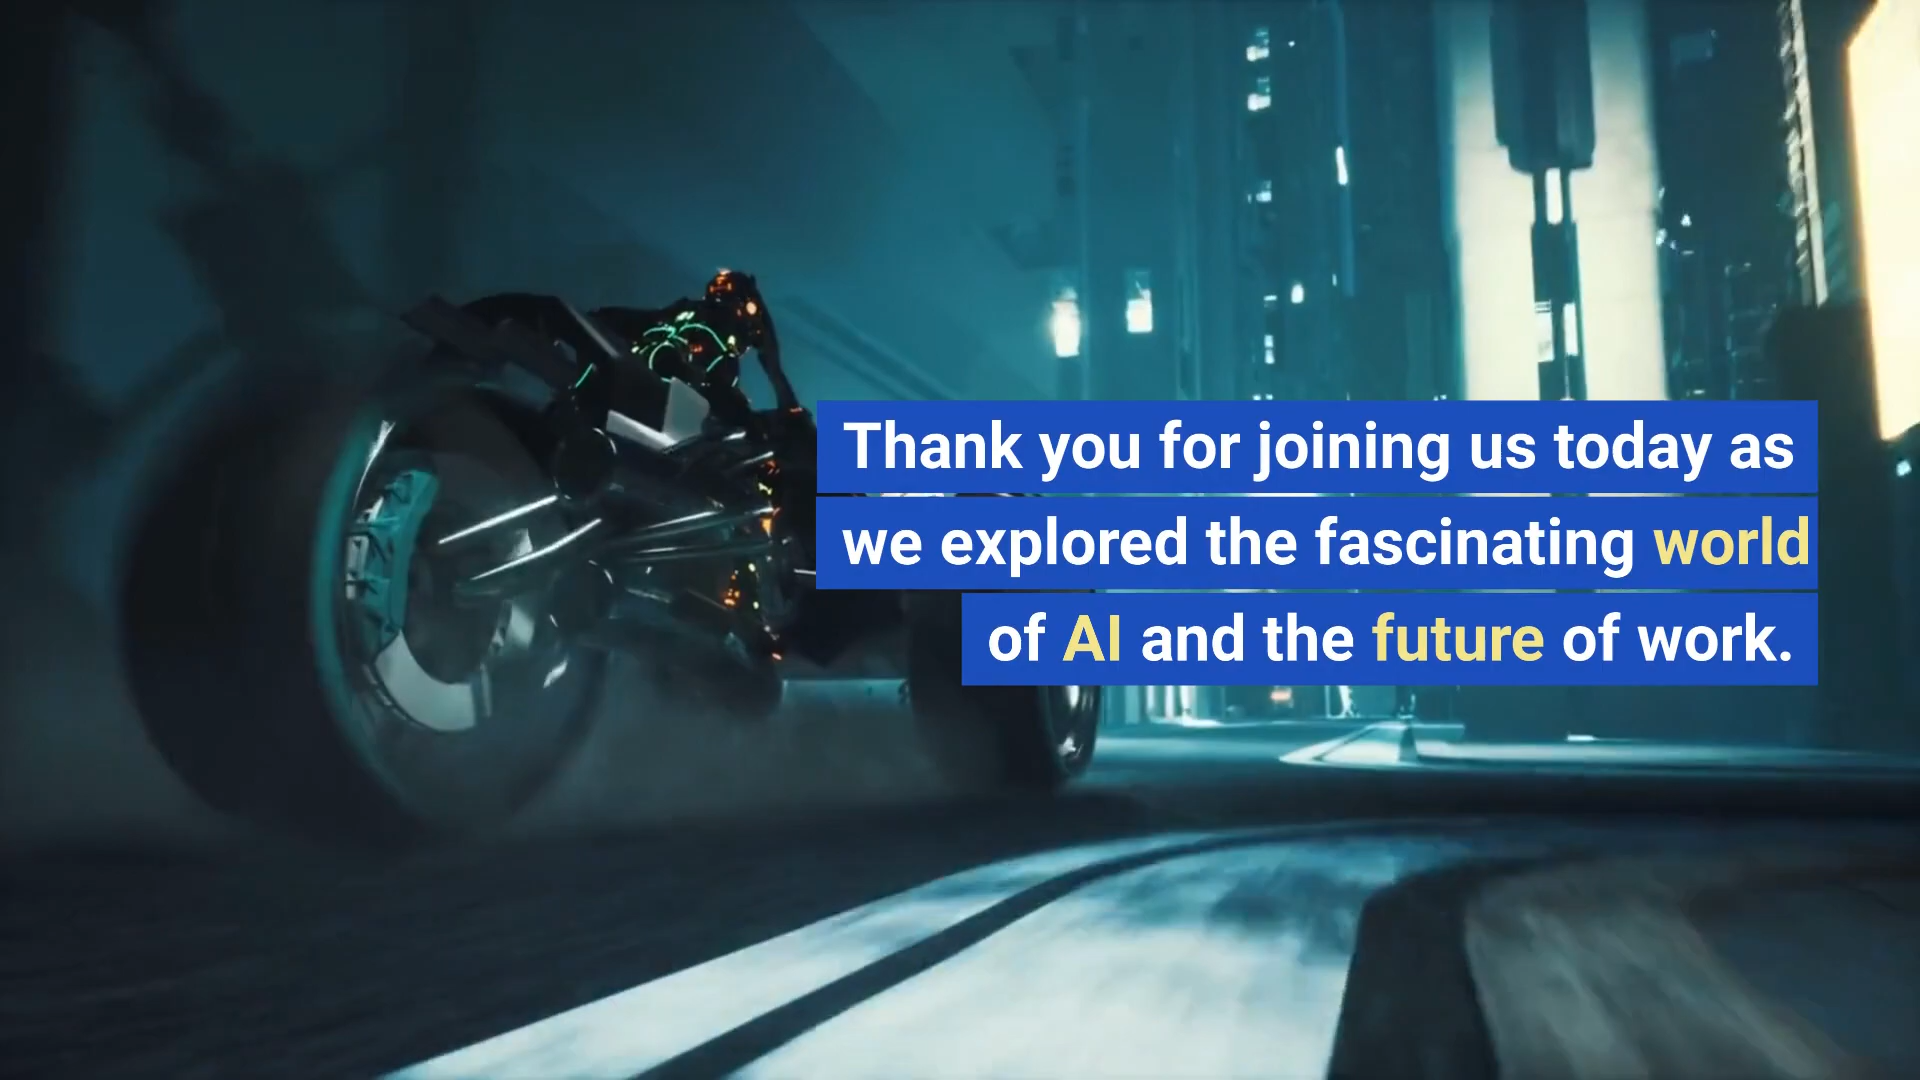 Thank you for joining us today as
we explored the fascinating world
of AI and the future of work.